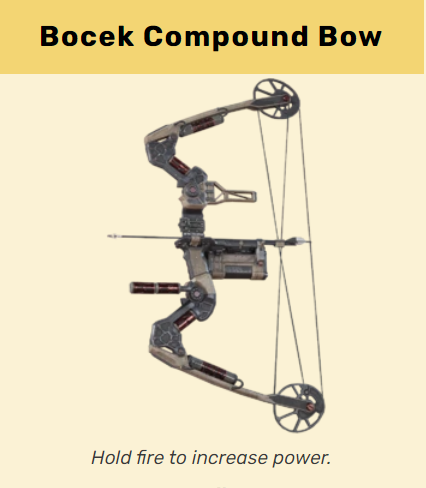 Bocek Compound Bow
Hold fire to increase power.